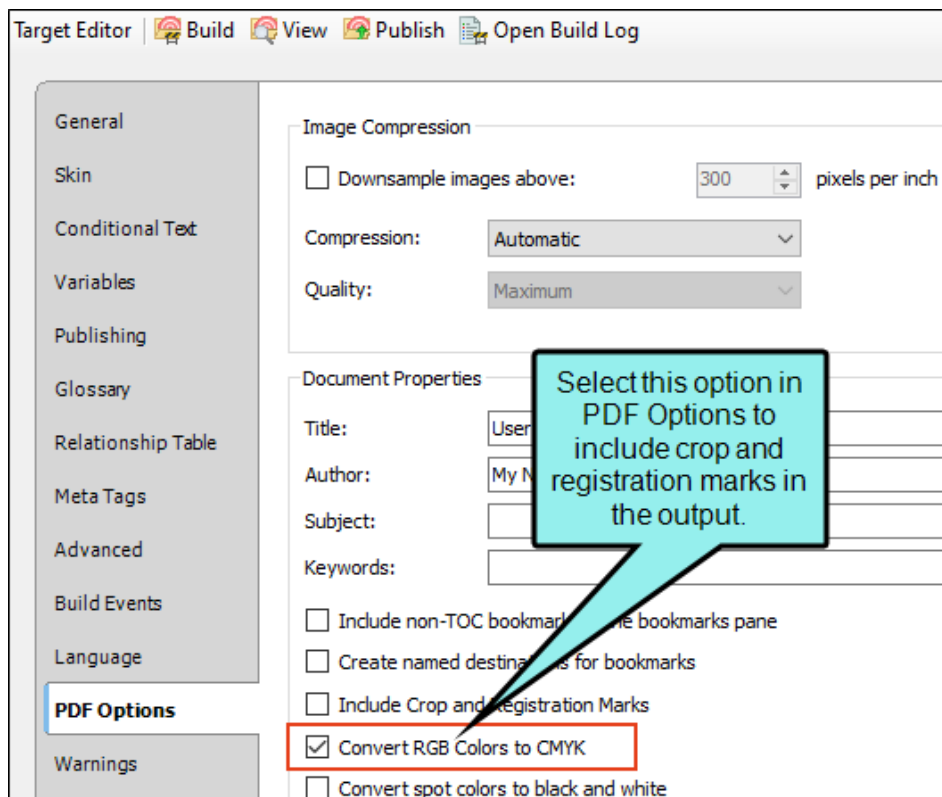 Target Editor Build View Publish Open Build Log
General
Skin
Conditional Text
Variables
Publishing
Glossary
Relationship Table
Meta Tags
Advanced
Build Events
Language
PDF Options
Warnings
Image Compression
Downsample images above: 300 pixels per inch
Compression: Automatic
Quality: Maximum
Document Properties
Title: User
Author: My N
Subject:
Keywords:
Select this option in
PDF Options to
include crop and
registration marks in
the output.
Include non-TOC bookmar bookmarks pane
Create named destina for bookmarks
Include Crop and Registration Marks
Convert RGB Colors to CMYK
Convert spot colors to black and white